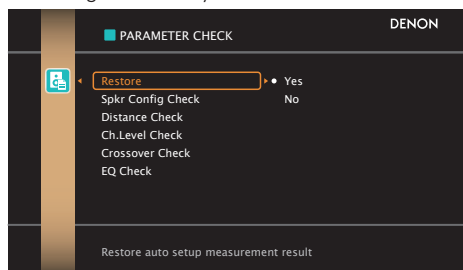 PARAMETER CHECK DENON
Restore Yes
Spkr Config Check No
Distance Check
Ch.Level Check
Crossover Check
EQ Check
Restore auto setup measurement result